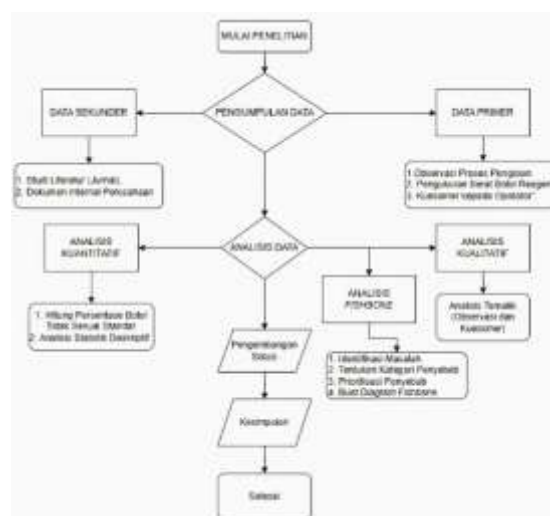 MULAI PENELITIAN
PENGUMPULAN DATA
DATA SEKUNDER
DATA PRIMER
1. Studi Literatur (Jurnal),
2. Dokumen Internal Perusahaan
1. Observasi Proses Pengisian
2. Pengukuran Berat Botol Reagen
3. Kuesioner kepada Operator
ANALISIS DATA
ANALISIS
KUANTITATIF
ANALISIS
KUALITATIF
ANALISIS
FISHBONE
1. Hitung Persentase Botol
Tidak Sesuai Standar
2. Analisis Statistik Deskriptif
Analisis Tematik
(Observasi dan
Kuesioner)
Pengembangan
Solusi
1. Identifikasi Masalah
2. Tentukan Kategori Penyebab
3. Prioritisasi Penyebab
4. Buat Diagram Fishbone
Kesimpulan
Selesai